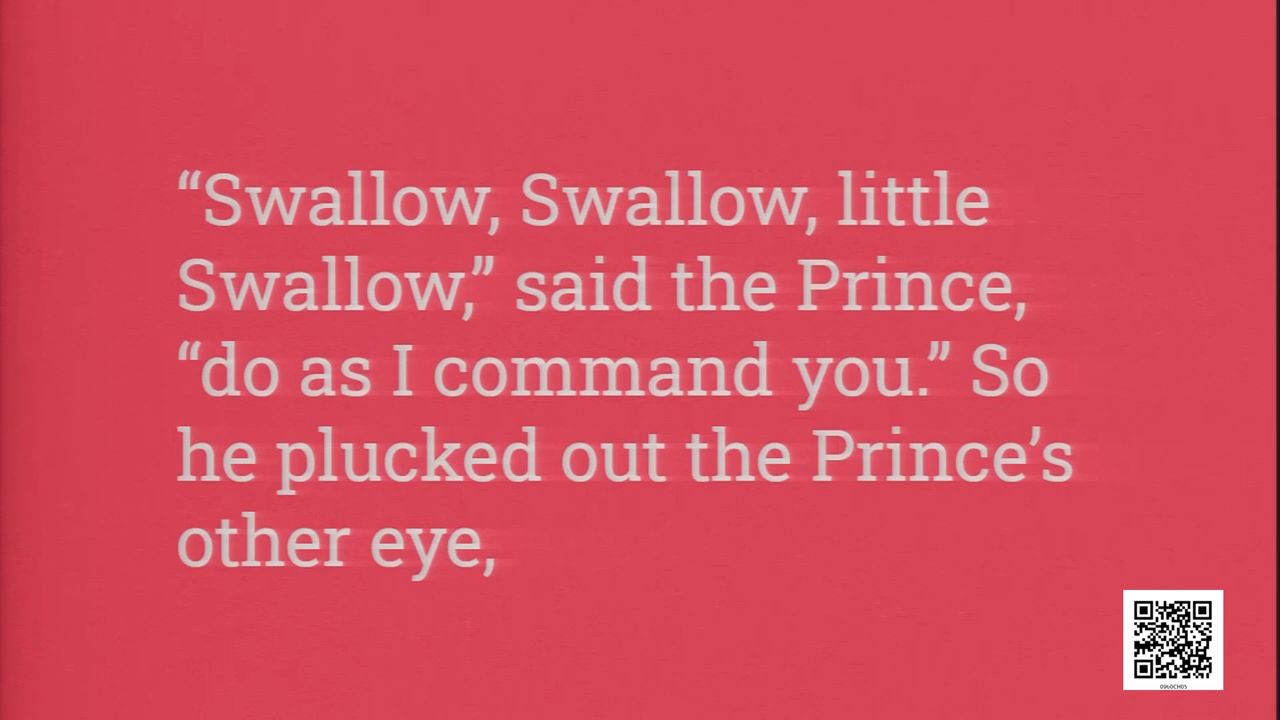 “Swallow, Swallow, little
Swallow,” said the Prince,
“do as I command you.” So
he plucked out the Prince’s
other eye,
0960CH05